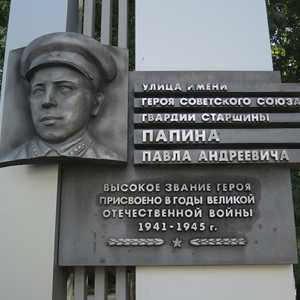 УЛИЦА ИМЕНИ
ГЕРОЯ СОВЕТСКОГО СОЮЗА
ГВАРДИИ СТАРШИНЫ
ПАПИНА
ПАВЛА АНДРЕЕВИЧА
ВЫСОКОЕ ЗВАНИЕ ГЕРОЯ
ПРИСВОЕНО В ГОДЫ ВЕЛИКОЙ
ОТЕЧЕСТВЕННОЙ ВОЙНЫ
1941-1945 г.